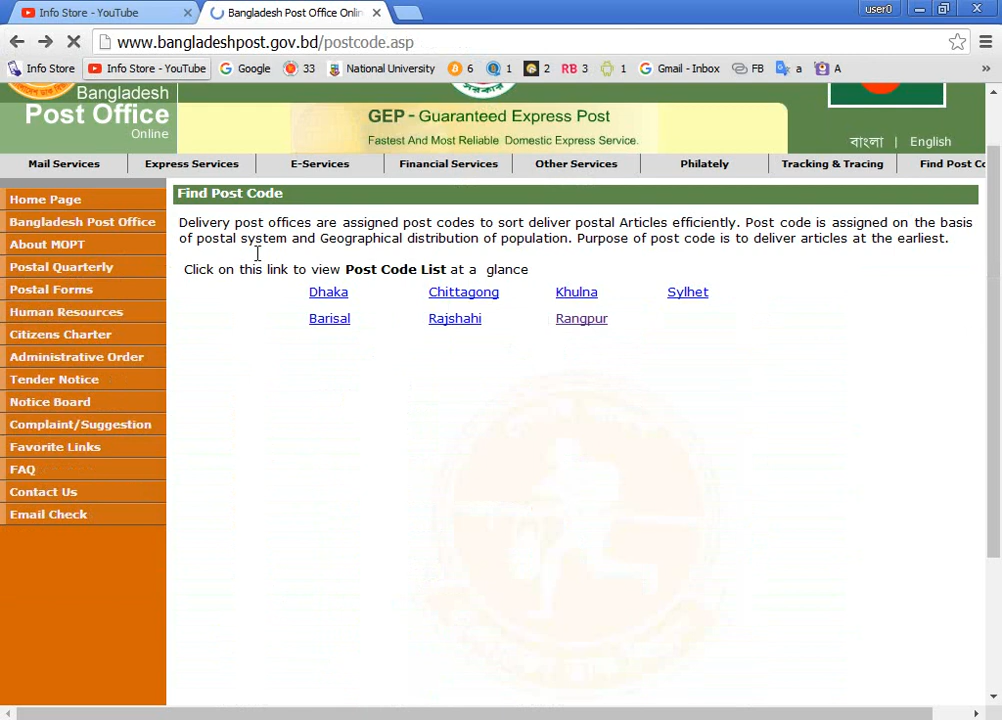 Info Store - YouTube
Bangladesh Post Office Onlin
user0
www.bangladeshpost.gov.bd/postcode.asp
Info Store
Info Store - YouTube
Google
33
National University
6
1
2
RB 3
1
Gmail - Inbox
FB
a
A
»
Bangladesh
Post Office
Online
GEP - Guaranteed Express Post
Fastest And Most Reliable Domestic Express Service.
বাংলা | English
Mail Services
Express Services
E-Services
Financial Services
Other Services
Philately
Tracking & Tracing
Find Post Co
Home Page
Bangladesh Post Office
About MOPT
Postal Quarterly
Postal Forms
Human Resources
Citizens Charter
Administrative Order
Tender Notice
Notice Board
Complaint/Suggestion
Favorite Links
FAQ
Contact Us
Email Check
Find Post Code
Delivery post offices are assigned post codes to sort deliver postal Articles efficiently. Post code is assigned on the basis
of postal system and Geographical distribution of population. Purpose of post code is to deliver articles at the earliest.
Click on this link to view Post Code List at a glance
Dhaka Chittagong Khulna Sylhet
Barisal Rajshahi Rangpur